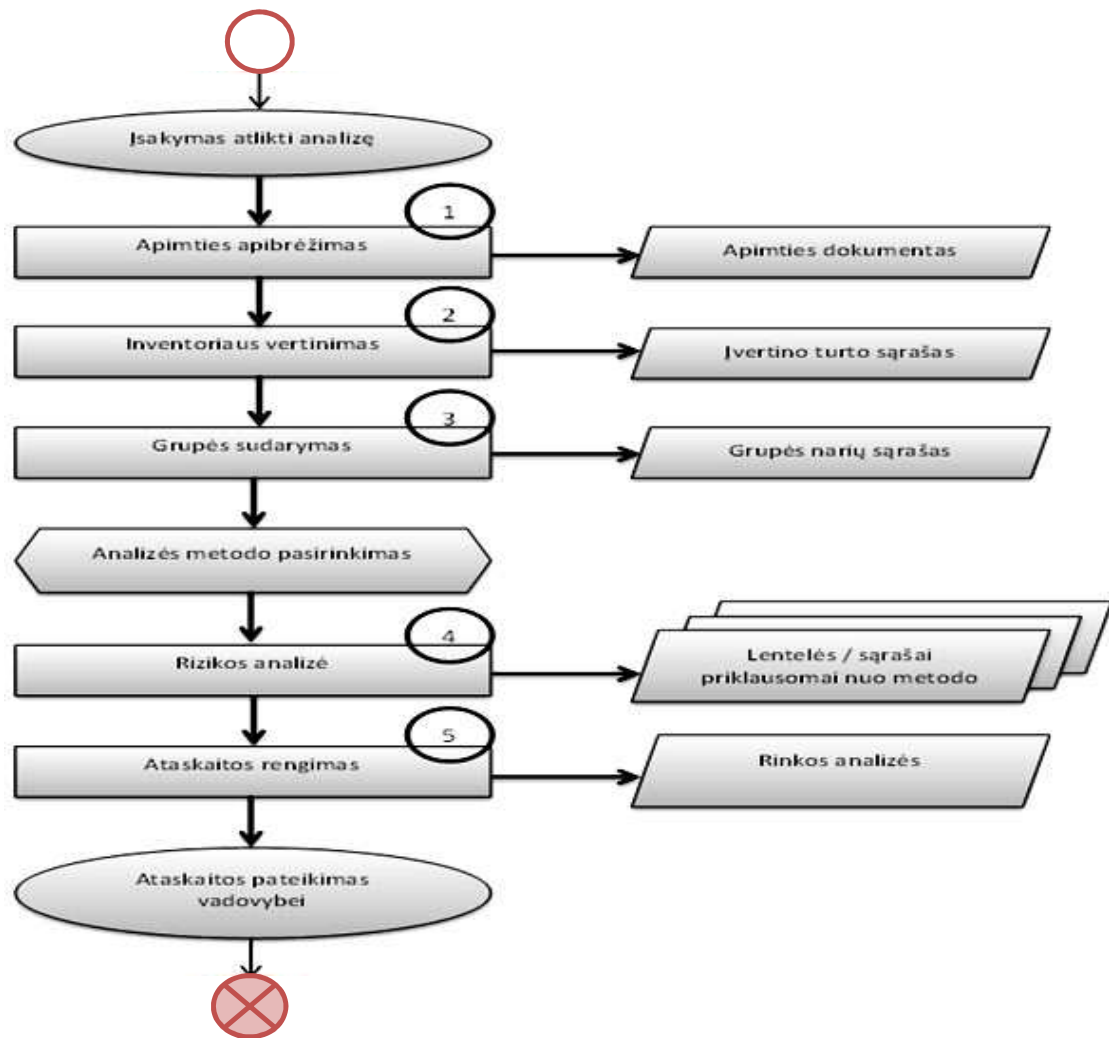 Įsakymas atlikti analizę
1
Apimties apibrėžimas
Apimties dokumentas
2
Inventoriaus vertinimas
Įvertino turto sąrašas
3
Grupės sudarymas
Grupės narių sąrašas
Analizės metodo pasirinkimas
4
Rizikos analizė
Lentelės / sąrašai
priklausomai nuo metodo
5
Ataskaitos rengimas
Rinkos analizės
Ataskaitos pateikimas
vadovybei